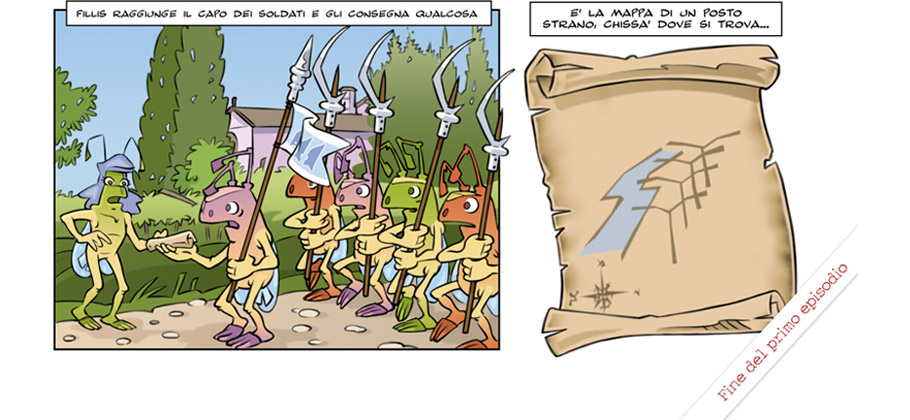 FILLIS RAGGIUNGE IL CAPO DEI SOLDATI E GLI CONSEGNA QUALCOSA
E' LA MAPPA DI UN POSTO
STRANO, CHISSA' DOVE SI TROVA...
Fine del primo episodio